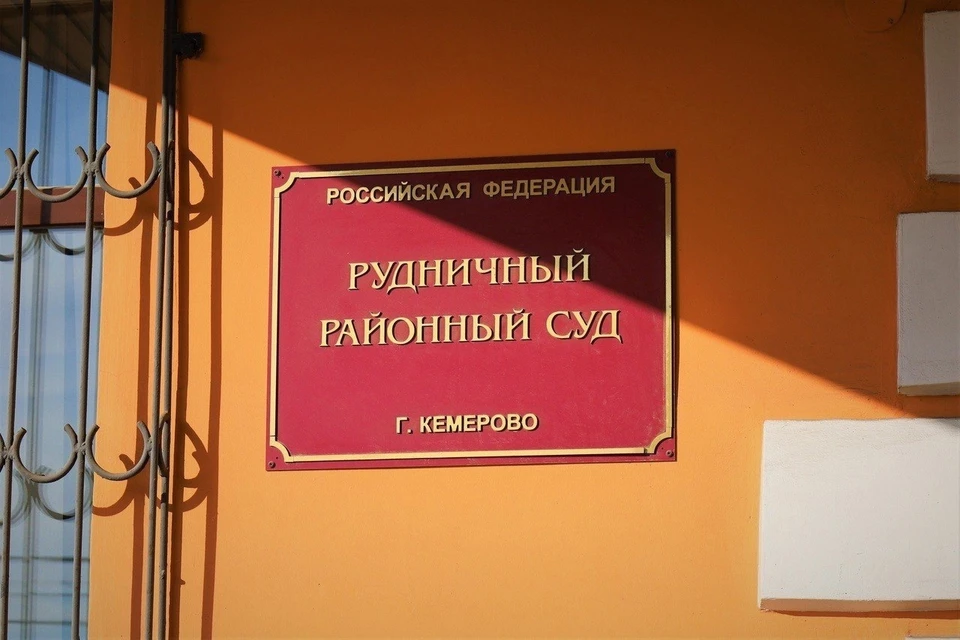 РОССИЙСКАЯ ФЕДЕРАЦИЯ
РУДНИЧНЫЙ
РАЙОННЫЙ СУД
Г. КЕМЕРОВО